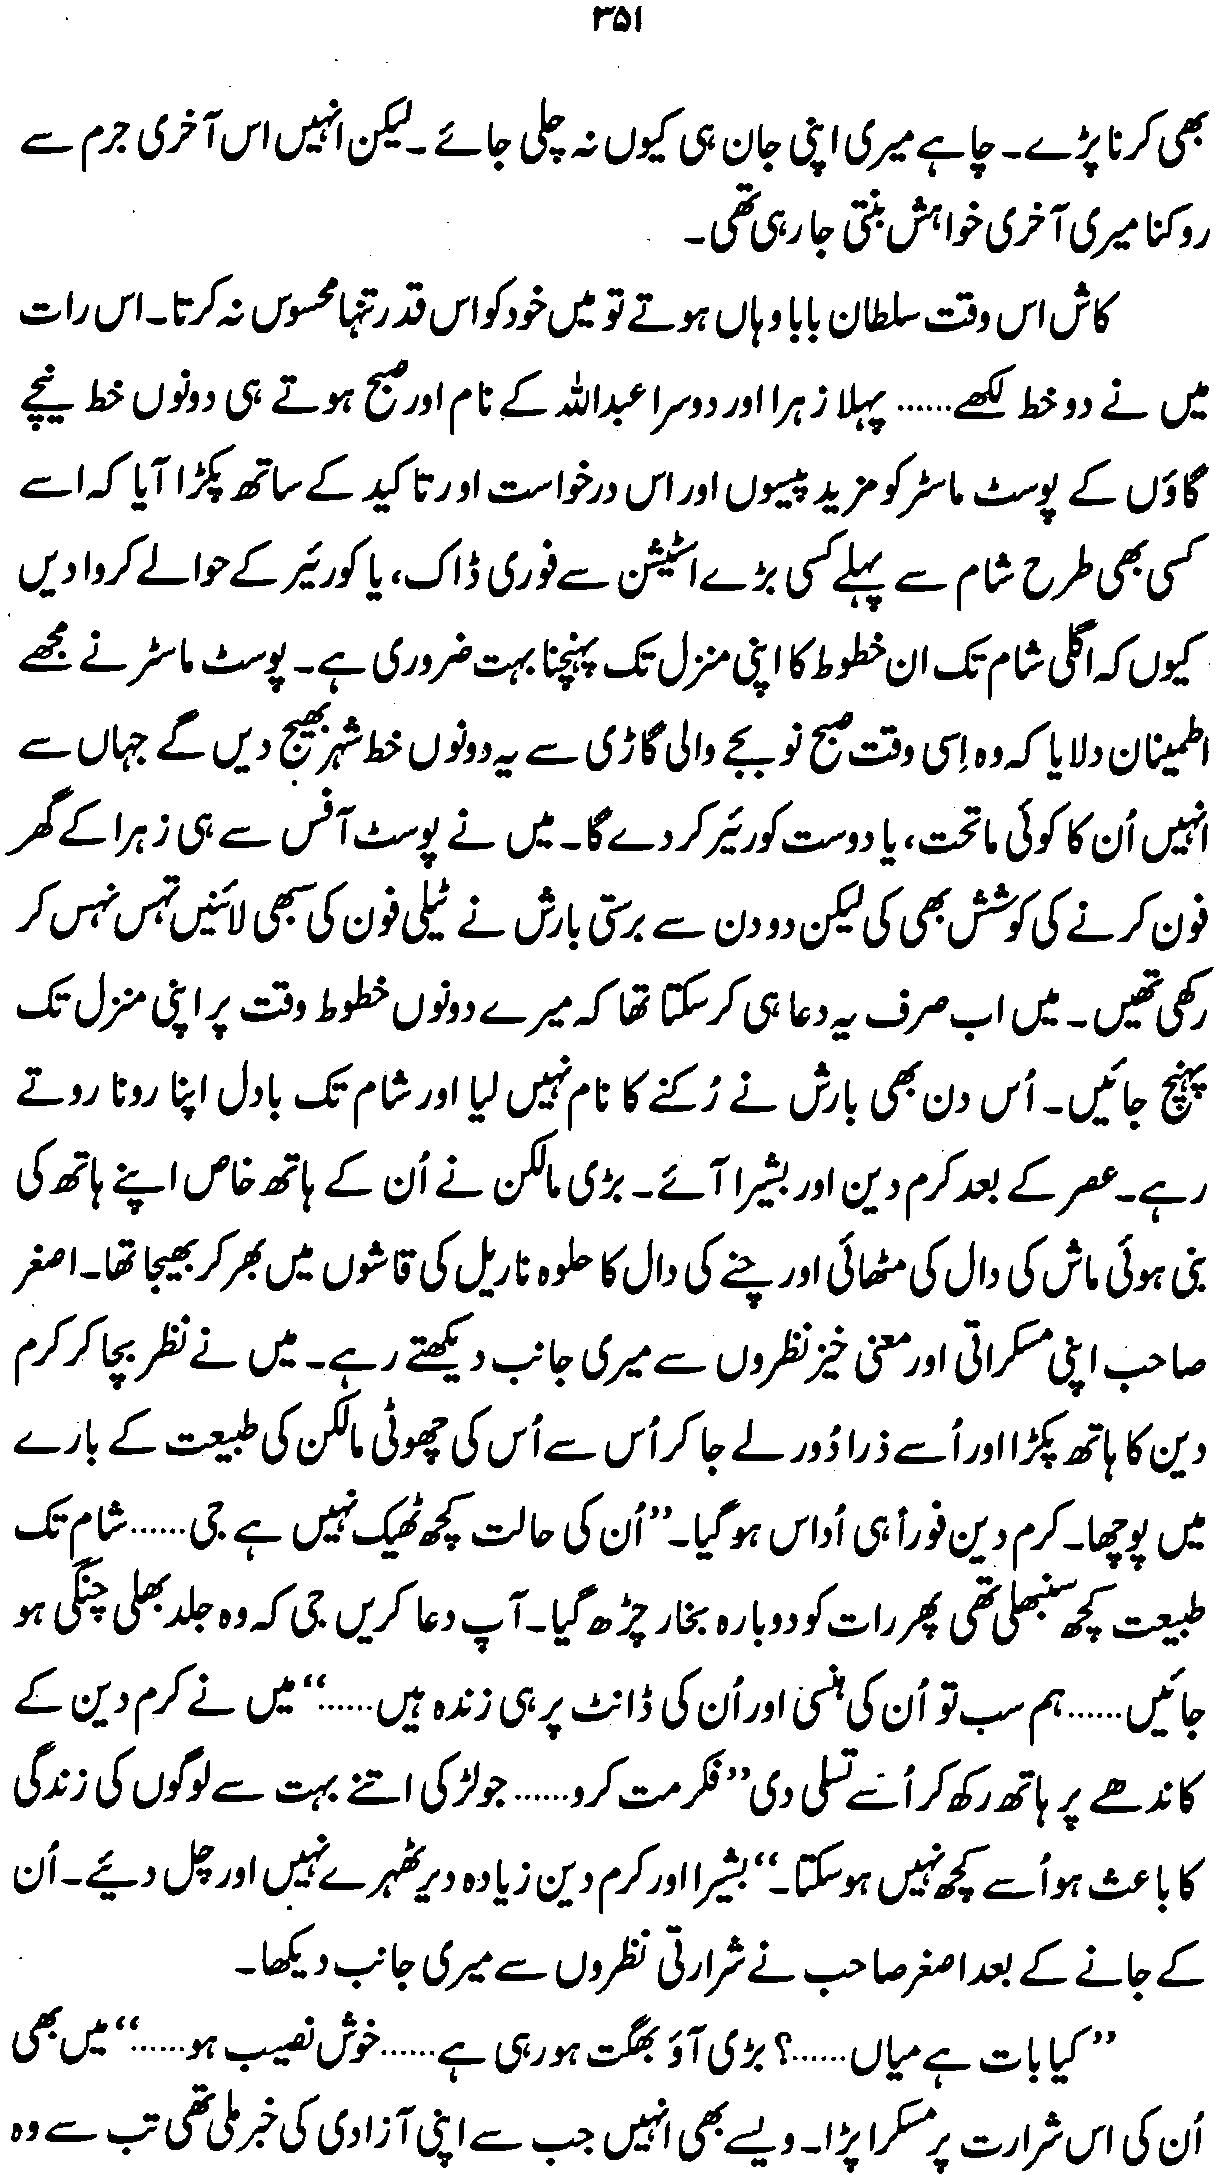 ۳۵۱
بھی کرنا پڑے۔ چاہے میری اپنی جان ہی کیوں نہ چلی جائے۔ لیکن انہیں اس آخری جرم سے
روکنا میری آخری خواہش بنتی جارہی تھی۔
کاش اس وقت سلطان بابا وہاں ہوتے تو میں خود کو اس قدر تنہا محسوس نہ کرتا۔ اس رات
میں نے دو خط لکھے...... پہلا زہرا اور دوسرا عبداللہ کے نام اور صبح ہوتے ہی دونوں خط نیچے
گاؤں کے پوسٹ ماسٹر کو مزید پیسوں اور اس درخواست اور تاکید کے ساتھ پکڑا آیا کہ اسے
کسی بھی طرح شام سے پہلے کسی بڑے اسٹیشن سے فوری ڈاک، یا کورئیر کے حوالے کروا دیں
کیوں کہ اگلی شام تک ان خطوط کا اپنی منزل تک پہنچنا بہت ضروری ہے۔ پوسٹ ماسٹر نے مجھے
اطمینان دلایا کہ وہ اِسی وقت صبح نو بجے والی گاڑی سے یہ دونوں خط شہر بھیج دیں گے جہاں سے
انہیں اُن کا کوئی ماتحت، یا دوست کورئیر کر دے گا۔ میں نے پوسٹ آفس سے ہی زہرا کے گھر
فون کرنے کی کوشش بھی کی لیکن دو دن سے برستی بارش نے ٹیلی فون کی سبھی لائنیں تہس نہس کر
رکھی تھیں۔ میں اب صرف یہ دعا ہی کر سکتا تھا کہ میرے دونوں خطوط وقت پر اپنی منزل تک
پہنچ جائیں۔ اُس دن بھی بارش نے رُکنے کا نام نہیں لیا اور شام تک بادل اپنا رونا روتے
رہے۔ عصر کے بعد کرم دین اور بشیرا آئے۔ بڑی مالکن نے اُن کے ہاتھ خاص اپنے ہاتھ کی
بنی ہوئی ماش کی دال کی مٹھائی اور چنے کی دال کا حلوہ ناریل کی قاشوں میں بھر کر بھیجا تھا۔ اصغر
صاحب اپنی مسکراتی اور معنی خیز نظروں سے میری جانب دیکھتے رہے۔ میں نے نظر بچا کر کرم
دین کا ہاتھ پکڑا اور اُسے ذرا دُور لے جا کر اُس سے اُس کی چھوٹی مالکن کی طبیعت کے بارے
میں پوچھا۔ کرم دین فوراً ہی اُداس ہو گیا۔ ”اُن کی حالت کچھ ٹھیک نہیں ہے جی...... شام تک
طبیعت کچھ سنبھلی تھی پھر رات کو دوبارہ بخار چڑھ گیا۔ آپ دعا کریں جی کہ وہ جلد بھلی چنگی ہو
جائیں...... ہم سب تو اُن کی ہنسی اور اُن کی ڈانٹ پر ہی زندہ ہیں......“ میں نے کرم دین کے
کاندھے پر ہاتھ رکھ کر اُسے تسلی دی ”فکر مت کرو...... جو لڑکی اتنے بہت سے لوگوں کی زندگی
کا باعث ہو اُسے کچھ نہیں ہو سکتا۔“ بشیرا اور کرم دین زیادہ دیر ٹھہرے نہیں اور چل دیئے۔ اُن
کے جانے کے بعد اصغر صاحب نے شرارتی نظروں سے میری جانب دیکھا۔
”کیا بات ہے میاں......؟ بڑی آؤ بھگت ہو رہی ہے...... خوش نصیب ہو......“ میں بھی
اُن کی اس شرارت پر مسکرا پڑا۔ ویسے بھی انہیں جب سے اپنی آزادی کی خبر ملی تھی تب سے وہ